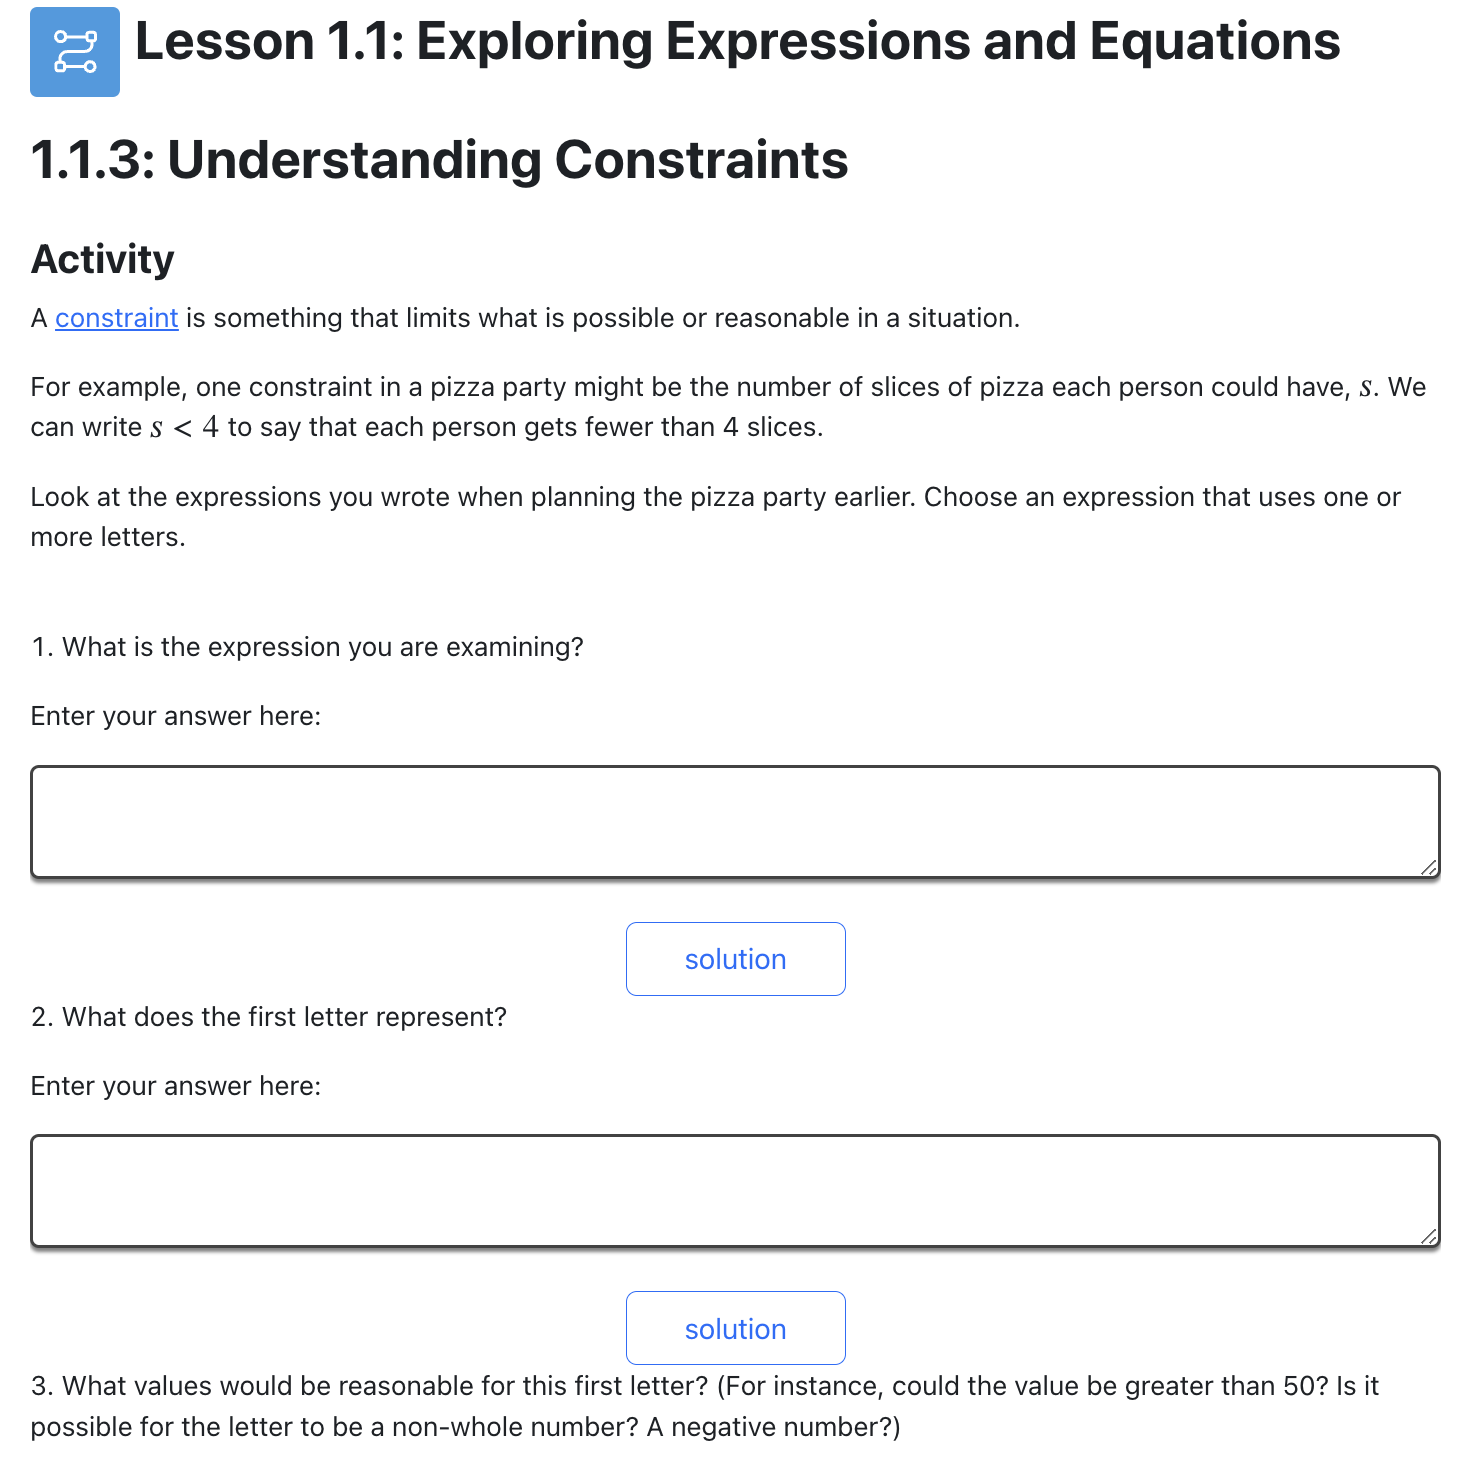 Lesson 1.1: Exploring Expressions and Equations
1.1.3: Understanding Constraints
Activity
A constraint is something that limits what is possible or reasonable in a situation.
For example, one constraint in a pizza party might be the number of slices of pizza each person could have, s. We
can write s < 4 to say that each person gets fewer than 4 slices.
Look at the expressions you wrote when planning the pizza party earlier. Choose an expression that uses one or
more letters.
1. What is the expression you are examining?
Enter your answer here:
solution
2. What does the first letter represent?
Enter your answer here:
solution
3. What values would be reasonable for this first letter? (For instance, could the value be greater than 50? Is it
possible for the letter to be a non-whole number? A negative number?)